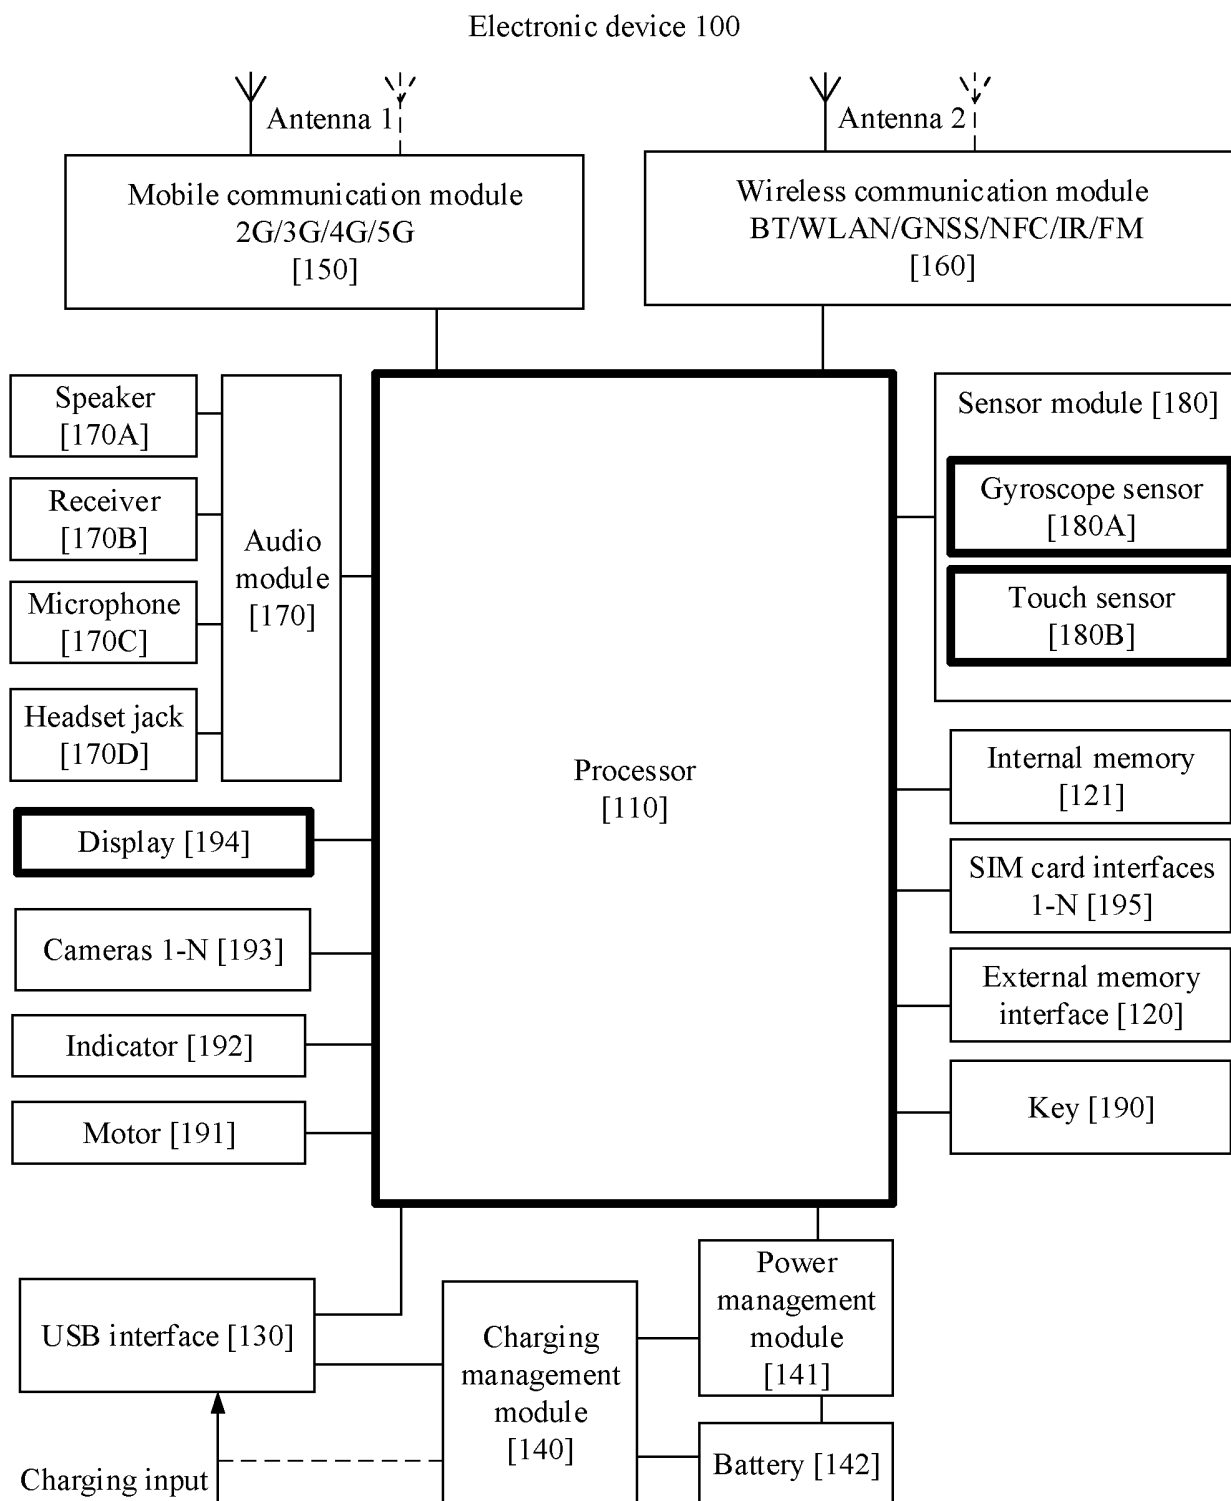 Electronic device 100
Antenna 1
Antenna 2
Mobile communication module
2G/3G/4G/5G
[150]
Wireless communication module
BT/WLAN/GNSS/NFC/IR/FM
[160]
Speaker
[170A]
Receiver
[170B]
Microphone
[170C]
Headset jack
[170D]
Audio
module
[170]
Display [194]
Cameras 1-N [193]
Indicator [192]
Motor [191]
Processor
[110]
Sensor module [180]
Gyroscope sensor
[180A]
Touch sensor
[180B]
Internal memory
[121]
SIM card interfaces
1-N [195]
External memory
interface [120]
Key [190]
USB interface [130]
Charging input
Charging
management
module
[140]
Power
management
module
[141]
Battery [142]